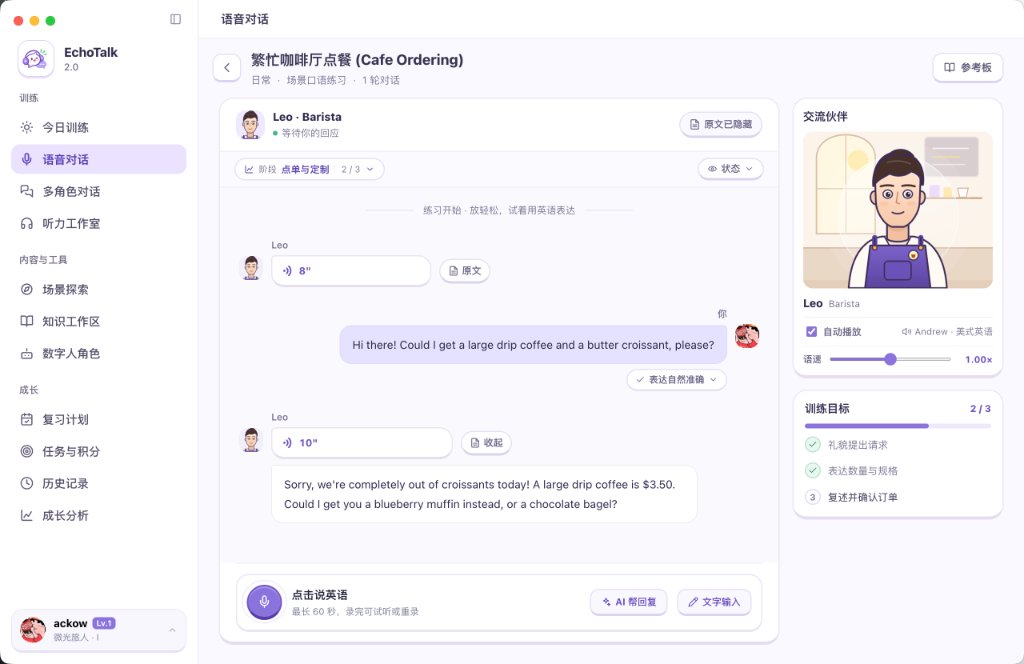 语音对话
EchoTalk
2.0
训练
今日训练
语音对话
多角色对话
听力工作室
内容与工具
场景探索
知识工作区
数字人角色
成长
复习计划
任务与积分
历史记录
成长分析
ackow Lv.1
微光旅人 · I
繁忙咖啡厅点餐 (Cafe Ordering)
日常 · 场景口语练习 · 1 轮对话
参考板
Leo · Barista
等待你的回应
原文已隐藏
阶段 点单与定制 2 / 3
状态
练习开始 · 放轻松，试着用英语表达
Leo
8"
原文
你
Hi there! Could I get a large drip coffee and a butter croissant, please?
表达自然准确
Leo
10"
收起
Sorry, we're completely out of croissants today! A large drip coffee is $3.50.
Could I get you a blueberry muffin instead, or a chocolate bagel?
点击说英语
最长 60 秒，录完可试听或重录
AI 帮回复
文字输入
交流伙伴
Leo Barista
自动播放
Andrew · 美式英语
语速
1.00×
训练目标
2 / 3
礼貌提出请求
表达数量与规格
3 复述并确认订单